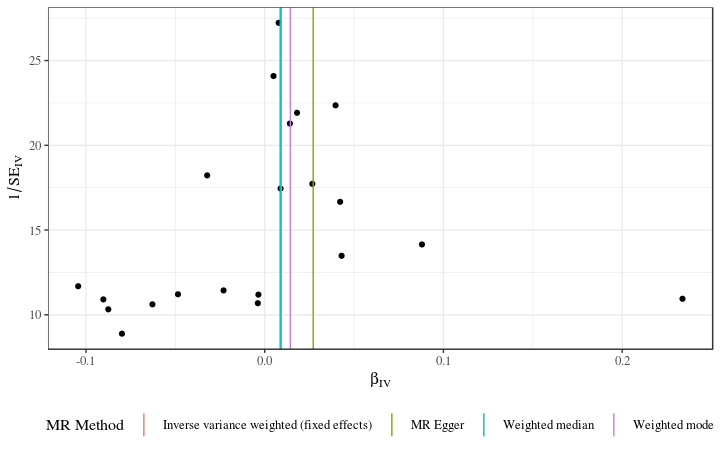 25
20
15
10
1/SE_IV
-0.1 0.0 0.1 0.2
β_IV
MR Method Inverse variance weighted (fixed effects) MR Egger Weighted median Weighted mode